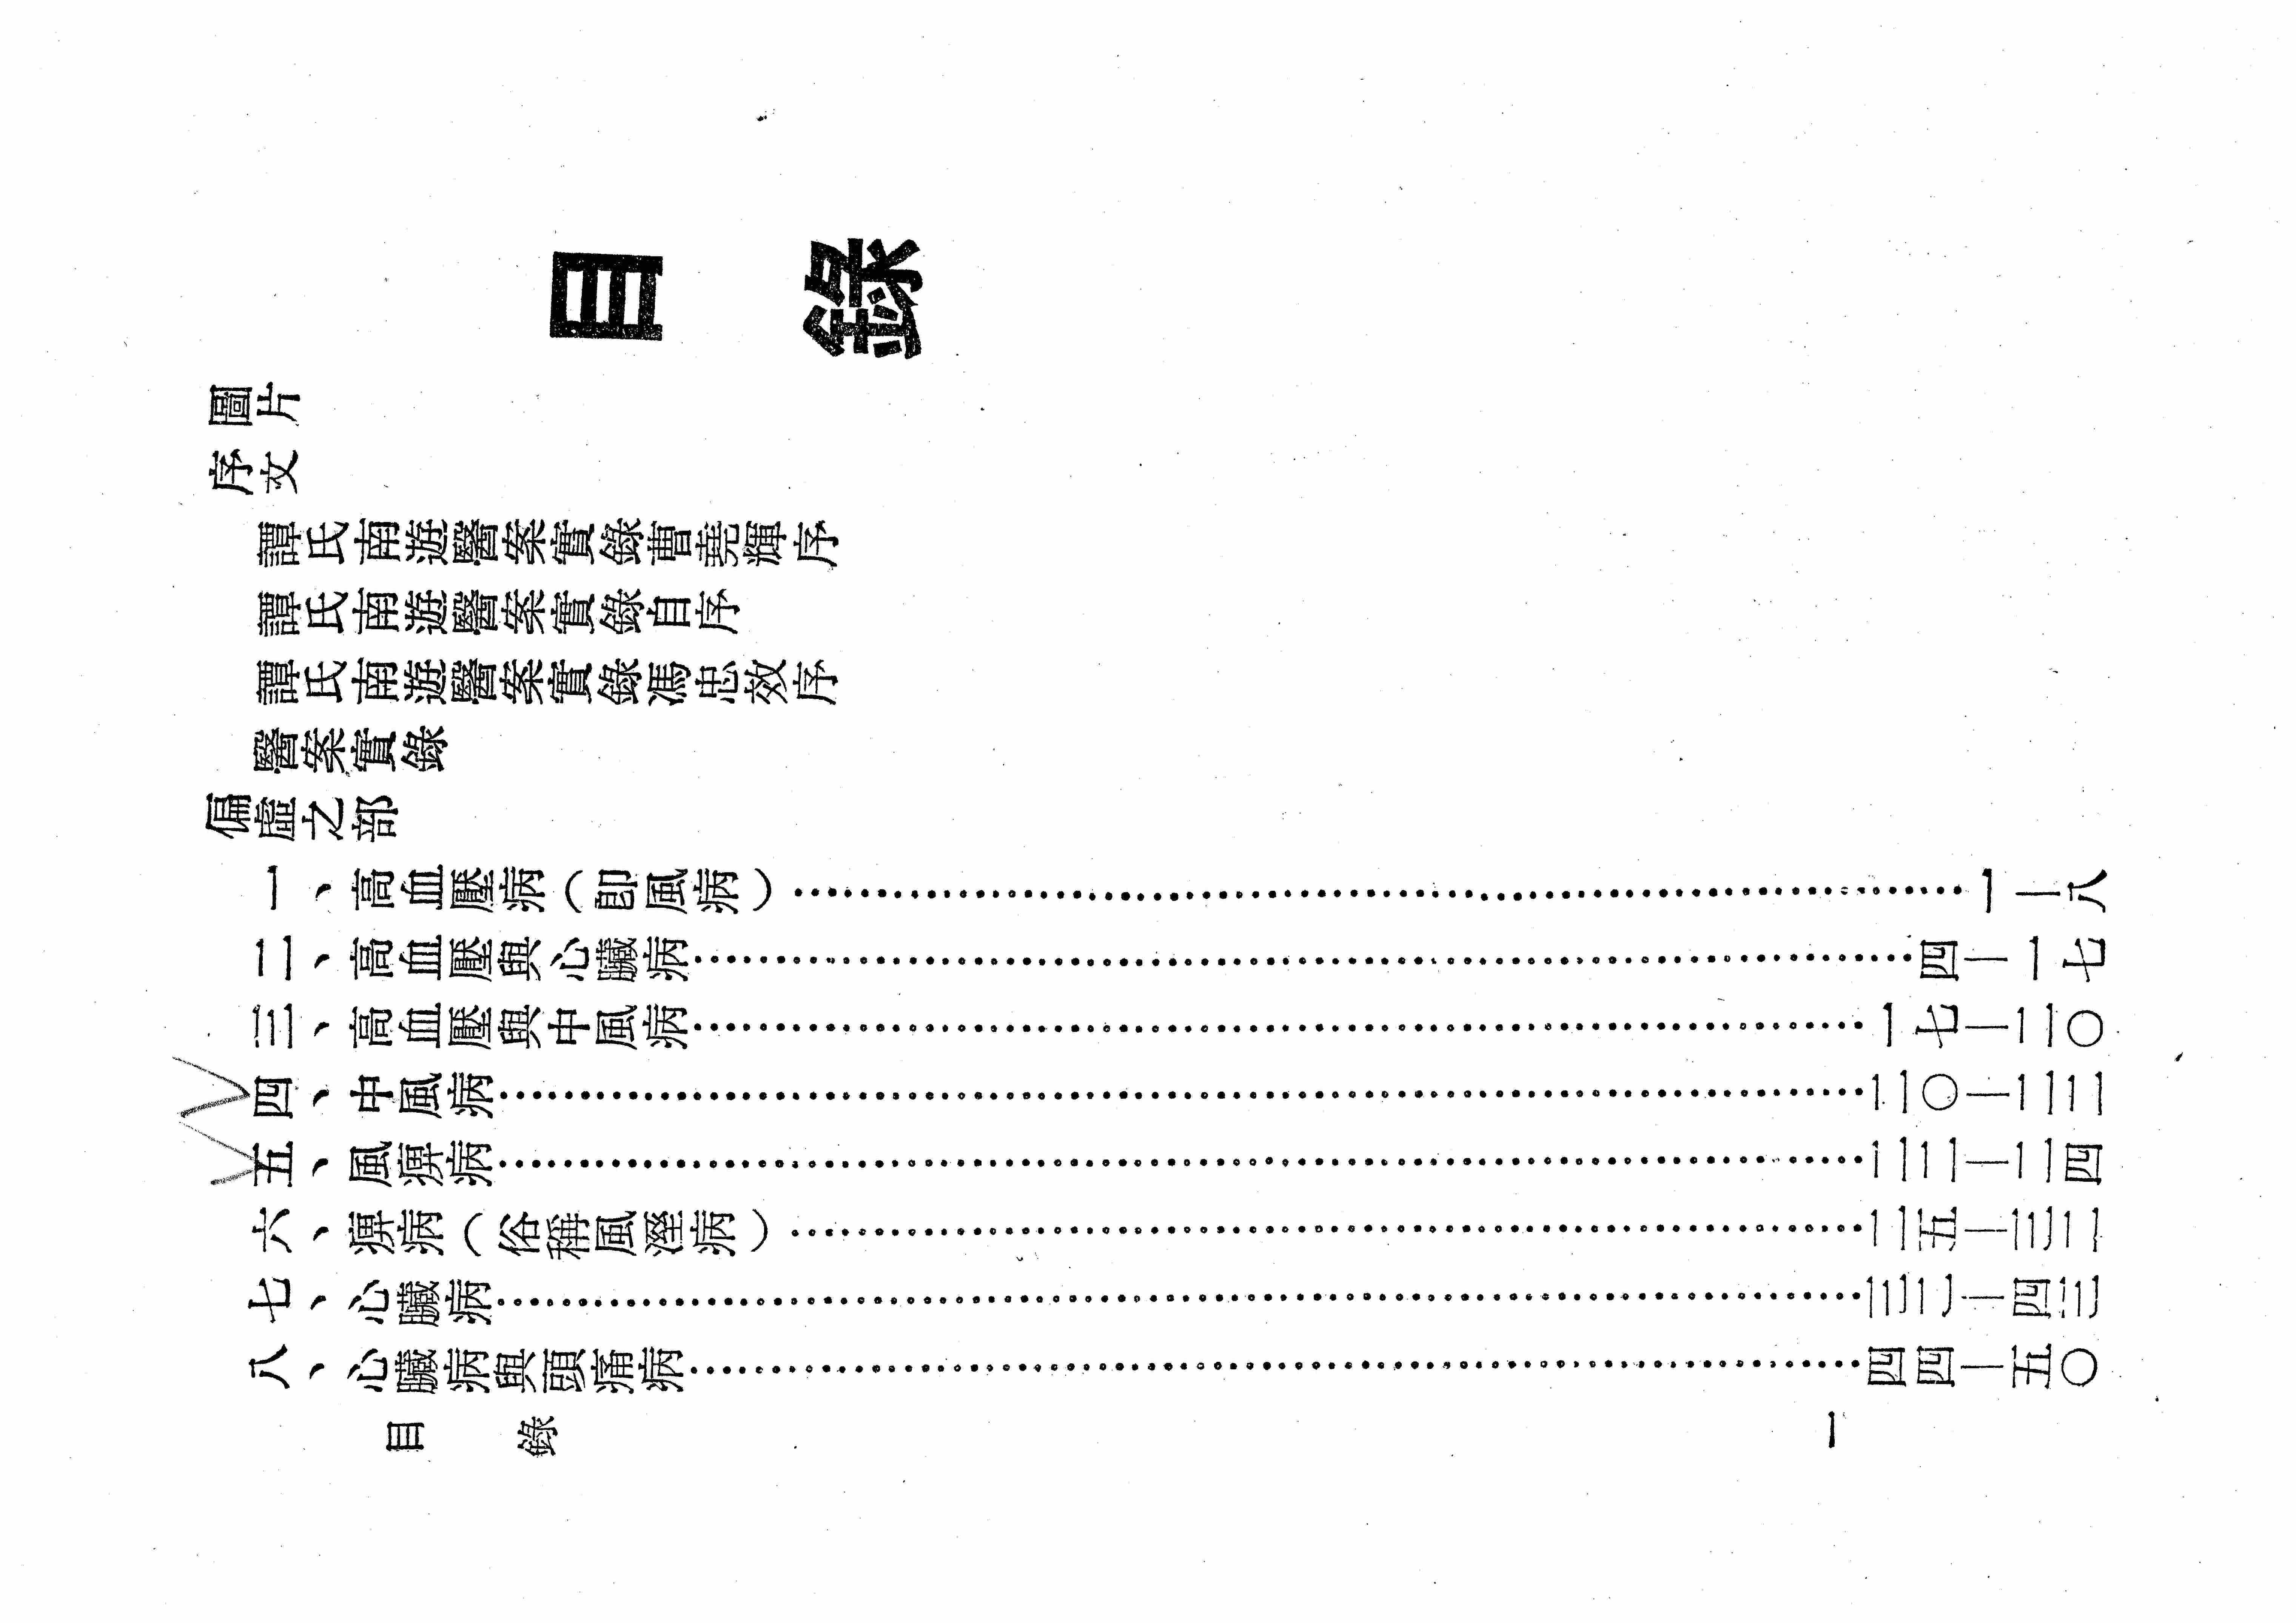 目錄
圖片
序文
譚氏南遊醫案實錄曹堯輝序
譚氏南遊醫案實錄自序
譚氏南遊醫案實錄馮忠效序
醫案實錄
偏虛之部
一、高血壓病(卽風病)……一—八
二、高血壓與心臟病……四—一七
三、高血壓與中風病……一七—二〇
四、中風病……二〇—二二
五、風痹病……二二—二四
六、痹病(俗稱風溼病)……二五—三二
七、心臟病……三二—四三
八、心臟病與頭痛病……四四—五〇
目錄 一